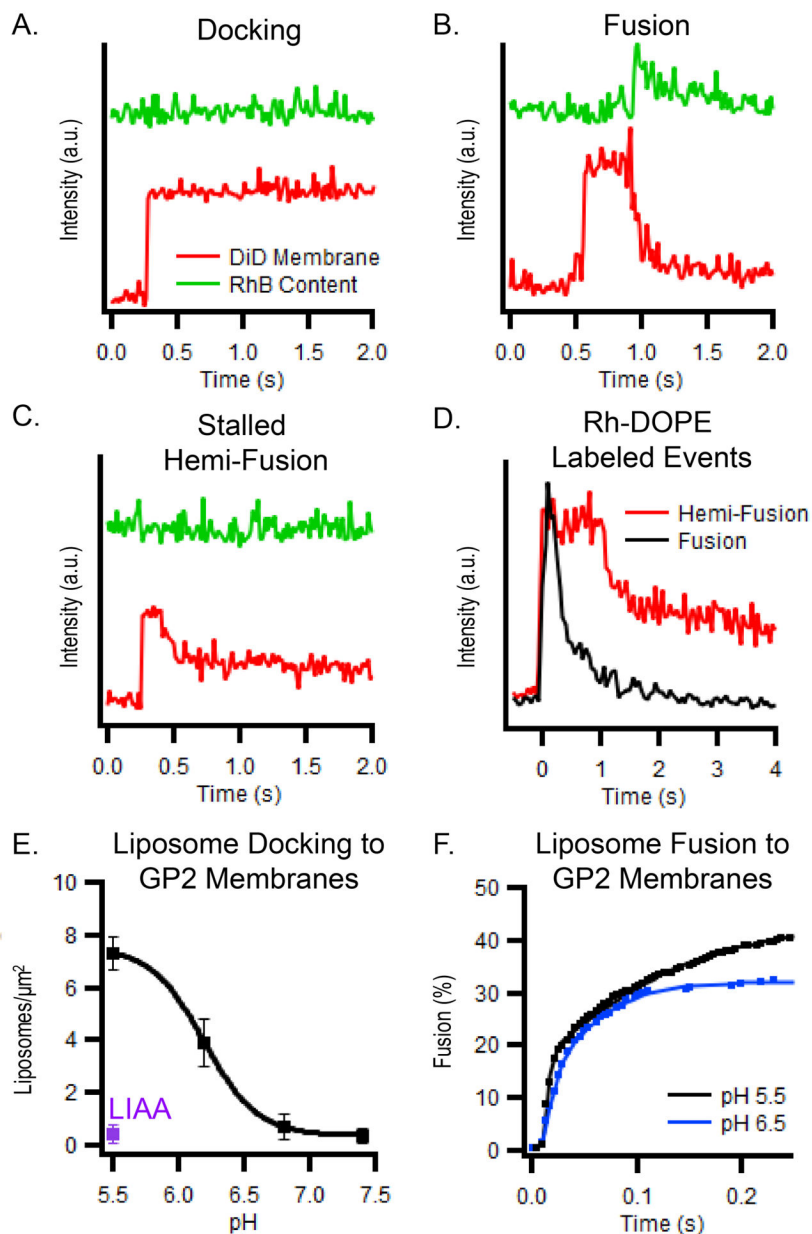 A.
Docking
Intensity (a.u.)
DiD Membrane
RhB Content
0.0 0.5 1.0 1.5 2.0
Time (s)
B.
Fusion
Intensity (a.u.)
0.0 0.5 1.0 1.5 2.0
Time (s)
C.
Stalled
Hemi-Fusion
Intensity (a.u.)
0.0 0.5 1.0 1.5 2.0
Time (s)
D.
Rh-DOPE
Labeled Events
Intensity (a.u.)
Hemi-Fusion
Fusion
0 1 2 3 4
Time (s)
E.
Liposome Docking to
GP2 Membranes
Liposomes/μm²
10
8
6
4
2
0
LIAA
5.5 6.0 6.5 7.0 7.5
pH
F.
Liposome Fusion to
GP2 Membranes
Fusion (%)
50
40
30
20
10
0
pH 5.5
pH 6.5
0.0 0.1 0.2
Time (s)